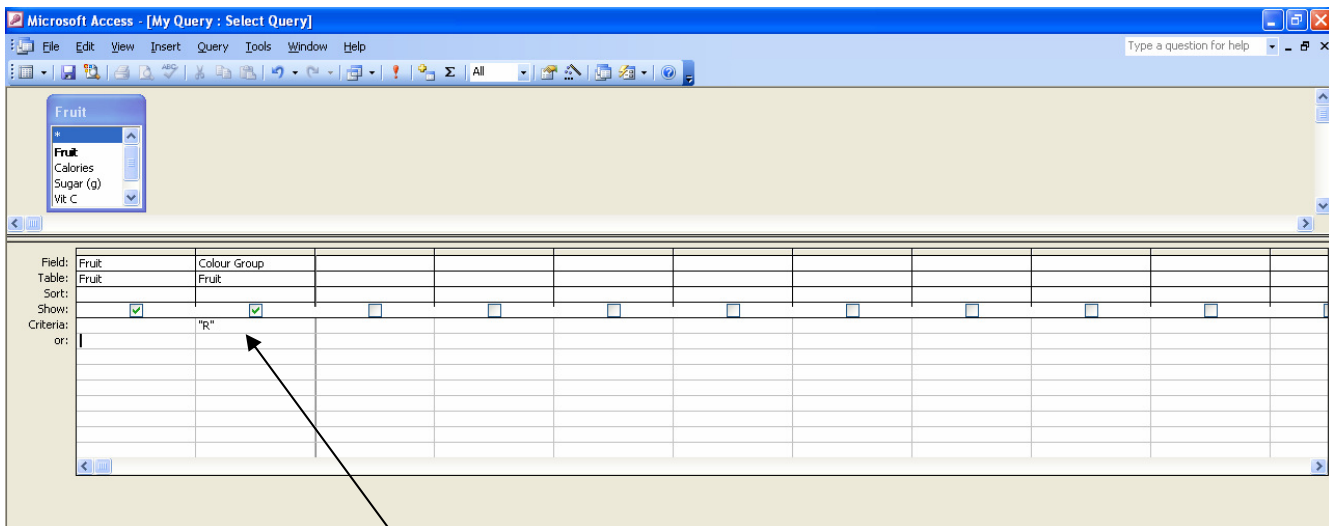 Microsoft Access - [My Query : Select Query]
File Edit View Insert Query Tools Window Help
Type a question for help
ABC
Σ All
Fruit
*
Fruit
Calories
Sugar (g)
Vit C
Field: Fruit Colour Group
Table: Fruit Fruit
Sort:
Show:
Criteria: "R"
or: